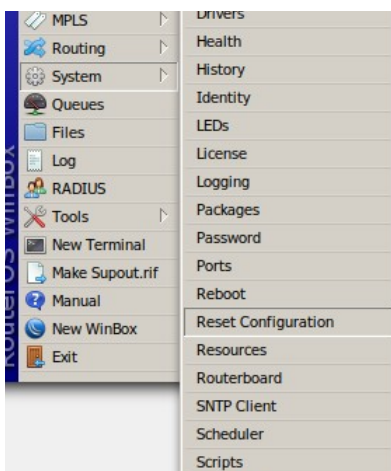 MPLS
Routing
System
Queues
Files
Log
RADIUS
Tools
New Terminal
Make Supout.rif
Manual
New WinBox
Exit
RouterOS WinBox
Drivers
Health
History
Identity
LEDs
License
Logging
Packages
Password
Ports
Reboot
Reset Configuration
Resources
Routerboard
SNTP Client
Scheduler
Scripts